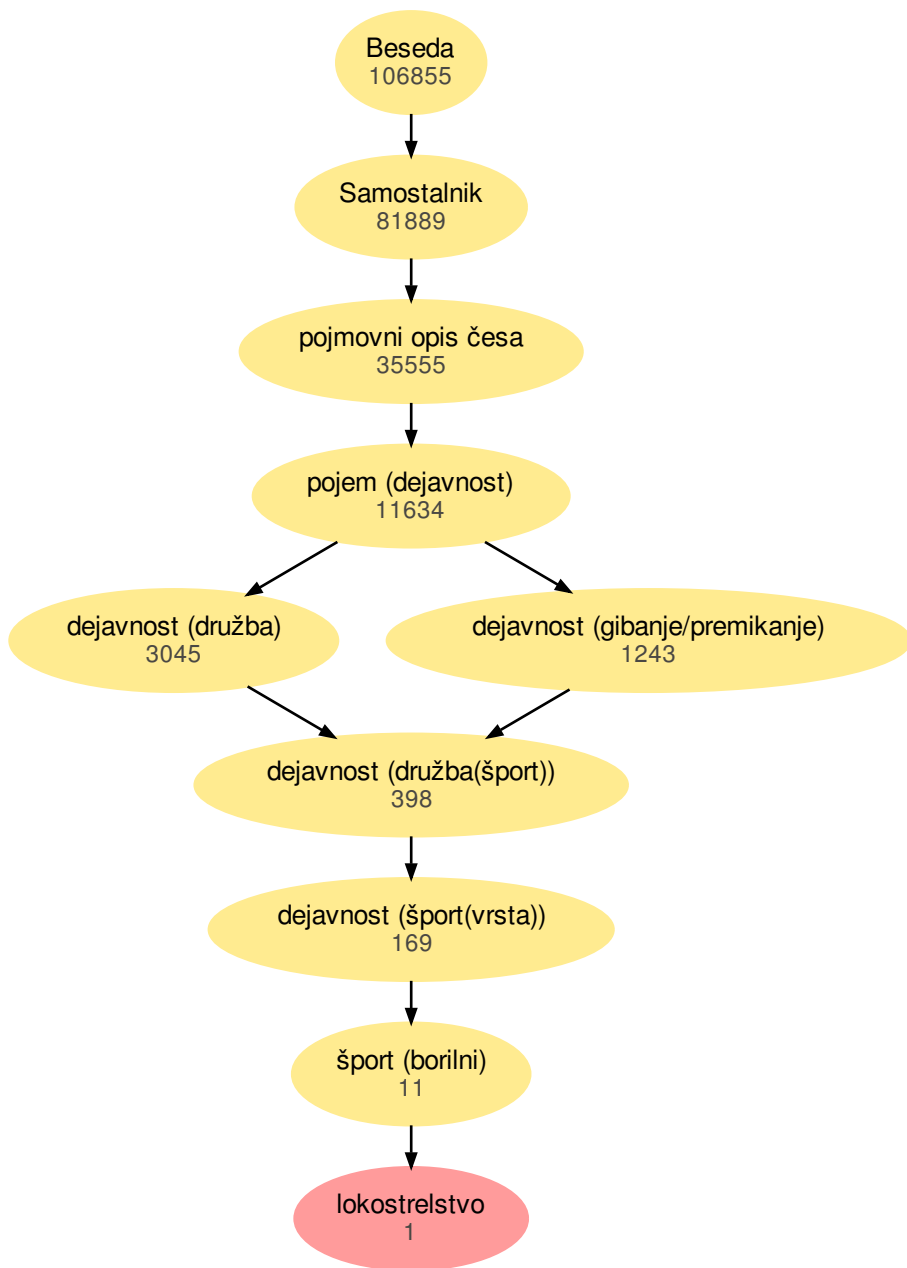 Beseda
106855
Samostalnik
81889
pojmovni opis česa
35555
pojem (dejavnost)
11634
dejavnost (družba)
3045
dejavnost (gibanje/premikanje)
1243
dejavnost (družba(šport))
398
dejavnost (šport(vrsta))
169
šport (borilni)
11
lokostrelstvo
1